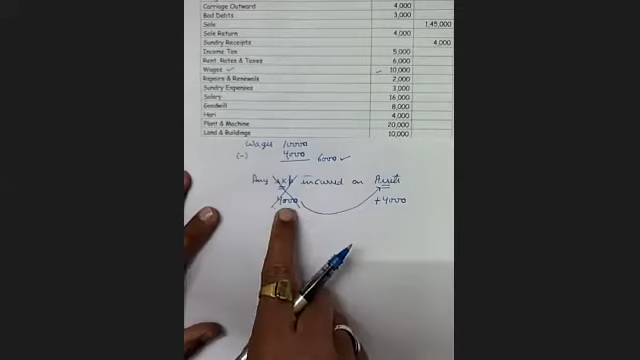 Carriage Outward 4,000
Bad Debts 3,000
Sale 1,45,000
Sale Return 4,000
Sundry Receipts 4,000
Income Tax 5,000
Rent, Rates & Taxes 6,000
Wages 10,000
Repairs & Renewals 2,000
Sundry Expenses 3,000
Salary 16,000
Goodwill 8,000
Hari 4,000
Plant & Machine 20,000
Land & Buildings 10,000
Wages 10000
(-) 4000 6000
Any exp incured on Assets
4000 +4000